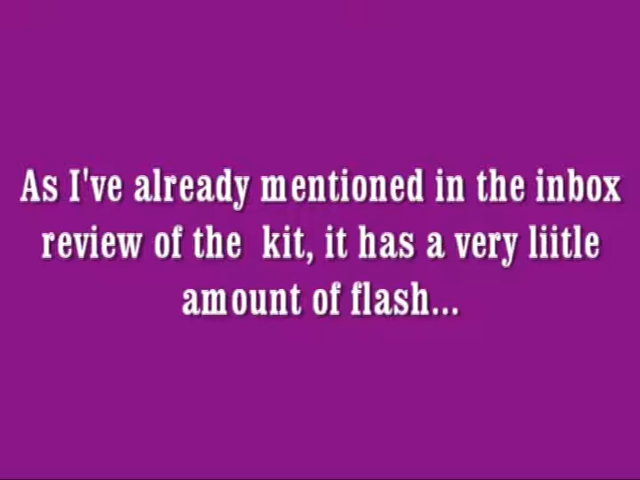 As I've already mentioned in the inbox
review of the  kit, it has a very liitle
amount of flash...